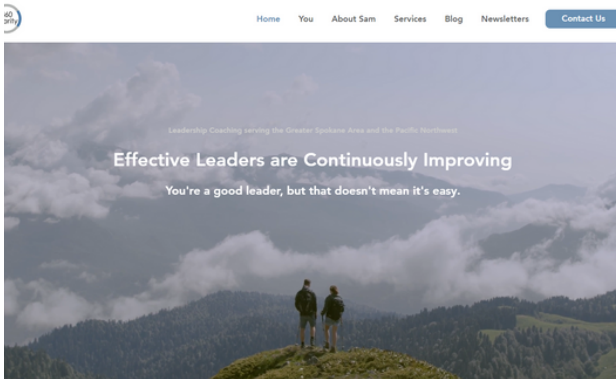 Home You About Sam Services Blog Newsletters Contact Us
Leadership Coaching serving the Greater Spokane Area and the Pacific Northwest
Effective Leaders are Continuously Improving
You're a good leader, but that doesn't mean it's easy.